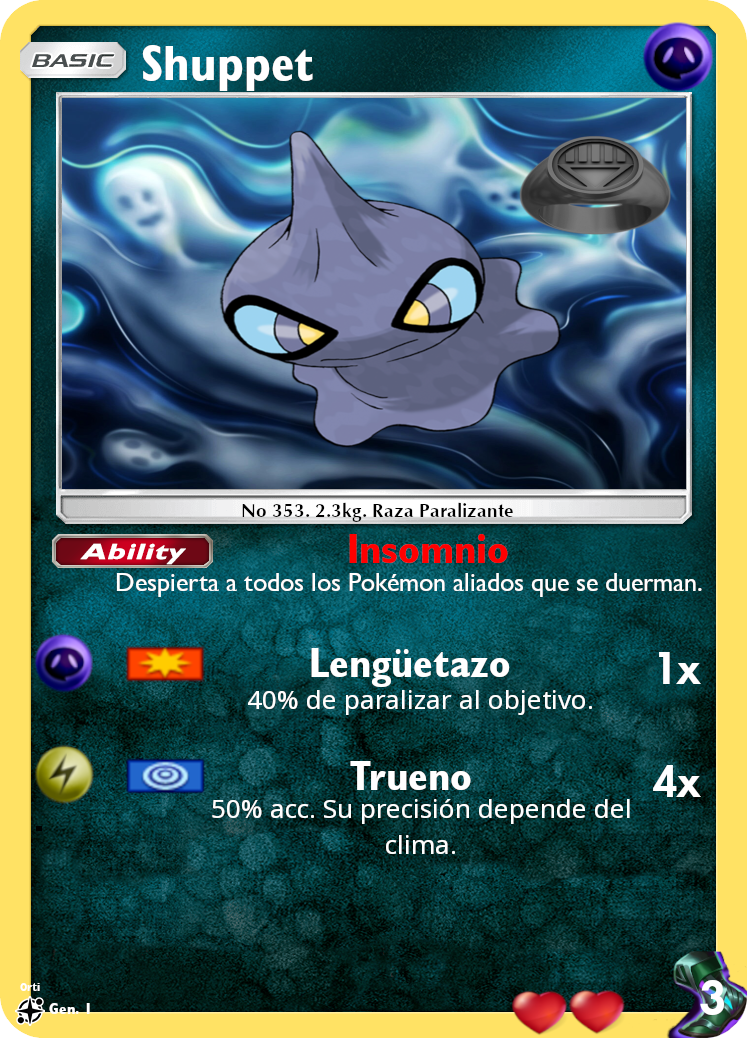 BASIC Shuppet
No 353. 2.3kg. Raza Paralizante
Ability Insomnio
Despierta a todos los Pokémon aliados que se duerman.
Lengüetazo 1x
40% de paralizar al objetivo.
Trueno 4x
50% acc. Su precisión depende del
clima.
Orti
Gen. 1
3